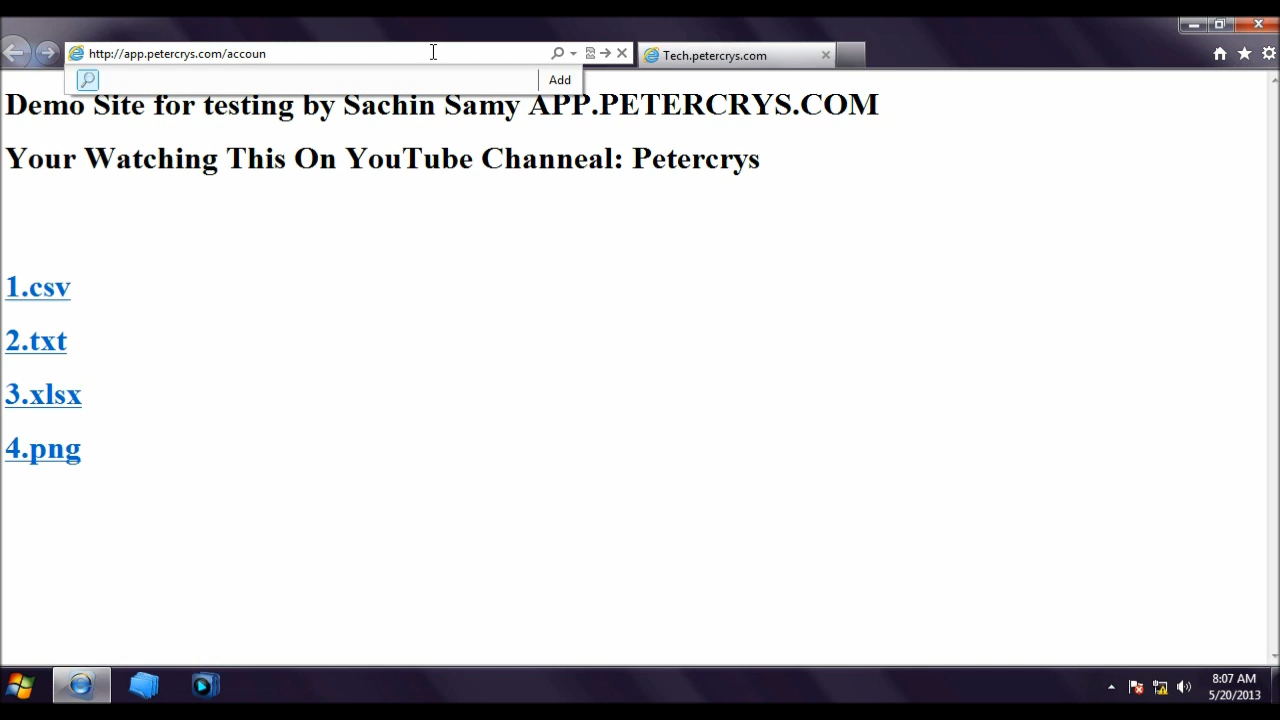 http://app.petercrys.com/accoun
Tech.petercrys.com
Add
Demo Site for testing by Sachin Samy APP.PETERCRYS.COM
Your Watching This On YouTube Channeal: Petercrys
1.csv
2.txt
3.xlsx
4.png
8:07 AM
5/20/2013